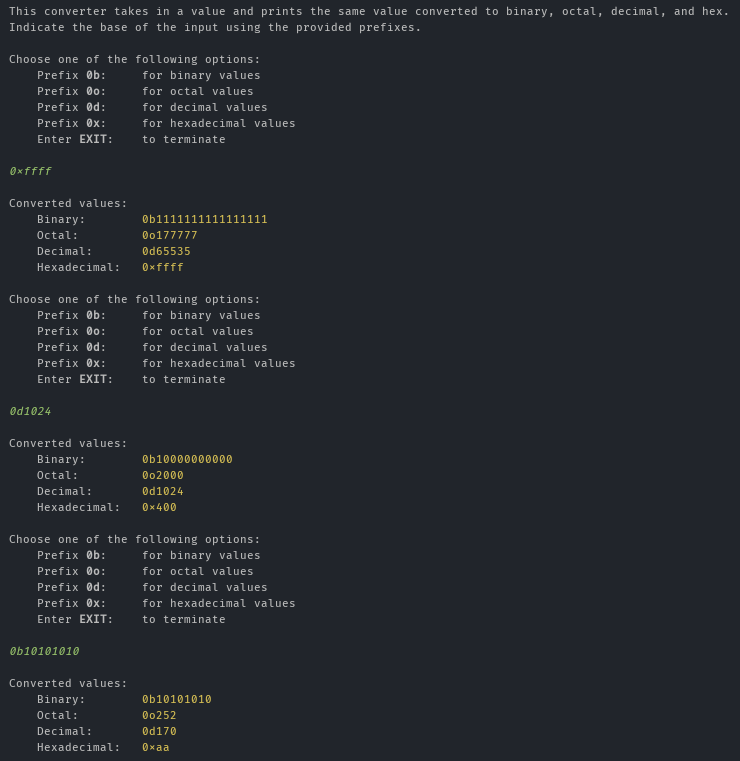 This converter takes in a value and prints the same value converted to binary, octal, decimal, and hex.
Indicate the base of the input using the provided prefixes.

Choose one of the following options:
    Prefix 0b:     for binary values
    Prefix 0o:     for octal values
    Prefix 0d:     for decimal values
    Prefix 0x:     for hexadecimal values
    Enter EXIT:    to terminate

0xffff

Converted values:
    Binary:        0b1111111111111111
    Octal:         0o177777
    Decimal:       0d65535
    Hexadecimal:   0xffff

Choose one of the following options:
    Prefix 0b:     for binary values
    Prefix 0o:     for octal values
    Prefix 0d:     for decimal values
    Prefix 0x:     for hexadecimal values
    Enter EXIT:    to terminate

0d1024

Converted values:
    Binary:        0b10000000000
    Octal:         0o2000
    Decimal:       0d1024
    Hexadecimal:   0x400

Choose one of the following options:
    Prefix 0b:     for binary values
    Prefix 0o:     for octal values
    Prefix 0d:     for decimal values
    Prefix 0x:     for hexadecimal values
    Enter EXIT:    to terminate

0b10101010

Converted values:
    Binary:        0b10101010
    Octal:         0o252
    Decimal:       0d170
    Hexadecimal:   0xaa